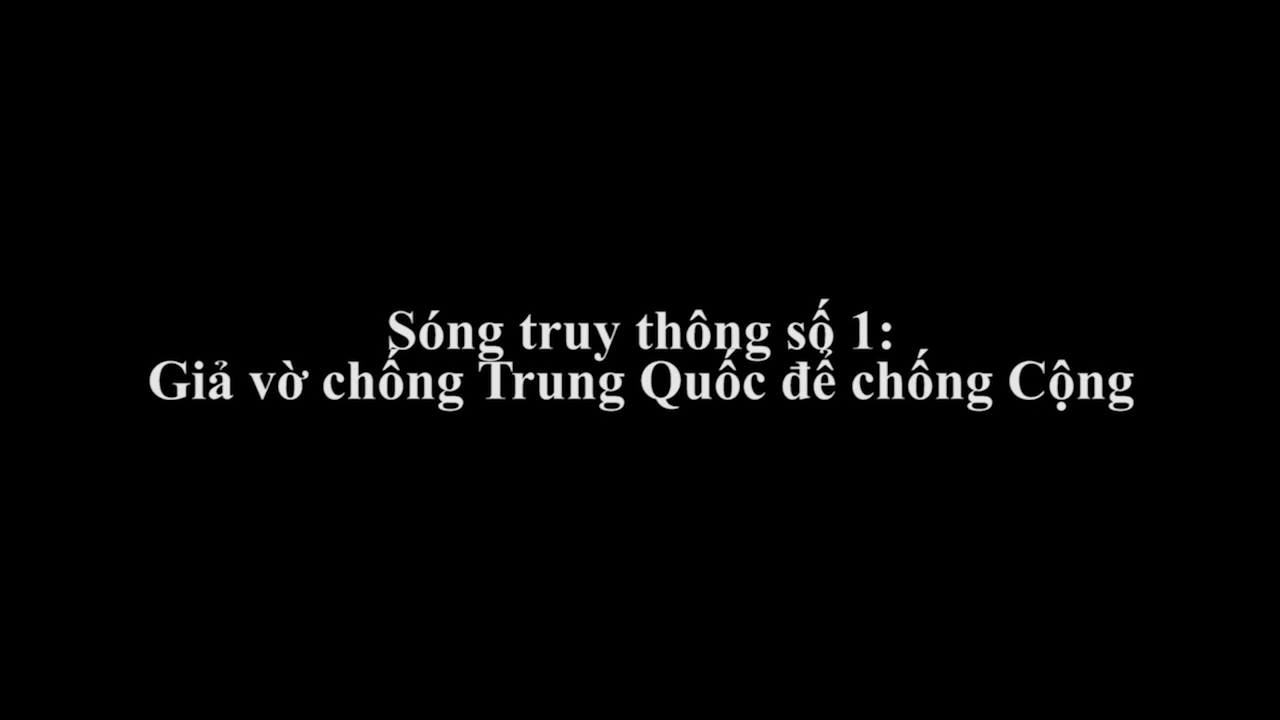 Sóng truy thông số 1:
Giả vờ chống Trung Quốc để chống Cộng